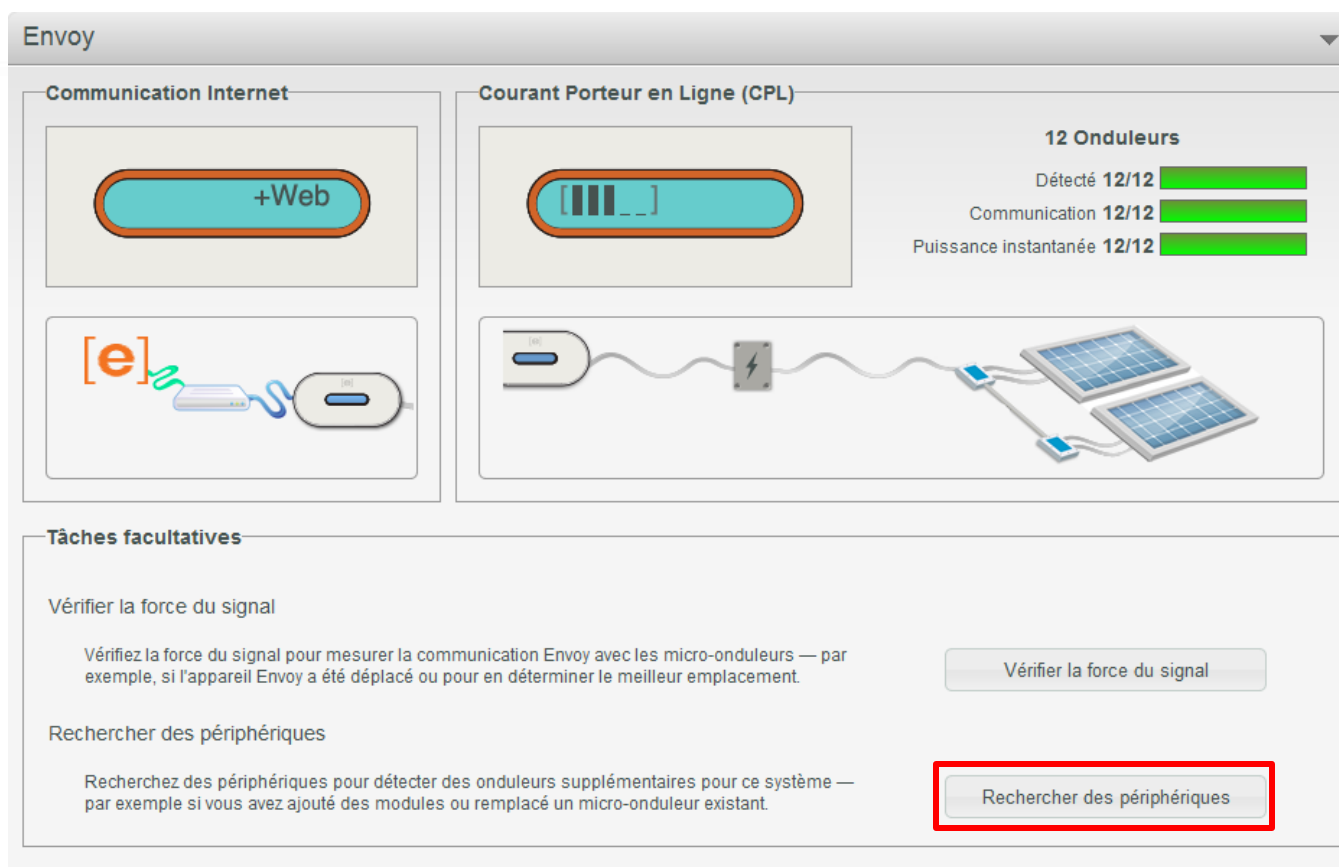 Envoy
Communication Internet
+Web
[e]
Courant Porteur en Ligne (CPL)
12 Onduleurs
Détecté 12/12
Communication 12/12
Puissance instantanée 12/12
Tâches facultatives
Vérifier la force du signal
Vérifiez la force du signal pour mesurer la communication Envoy avec les micro-onduleurs — par
exemple, si l'appareil Envoy a été déplacé ou pour en déterminer le meilleur emplacement.
Vérifier la force du signal
Rechercher des périphériques
Recherchez des périphériques pour détecter des onduleurs supplémentaires pour ce système —
par exemple si vous avez ajouté des modules ou remplacé un micro-onduleur existant.
Rechercher des périphériques